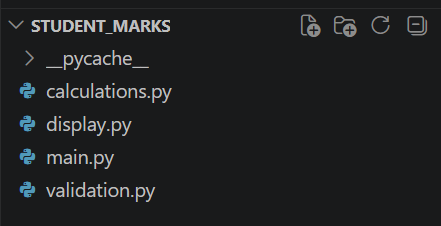 STUDENT_MARKS
__pycache__
calculations.py
display.py
main.py
validation.py